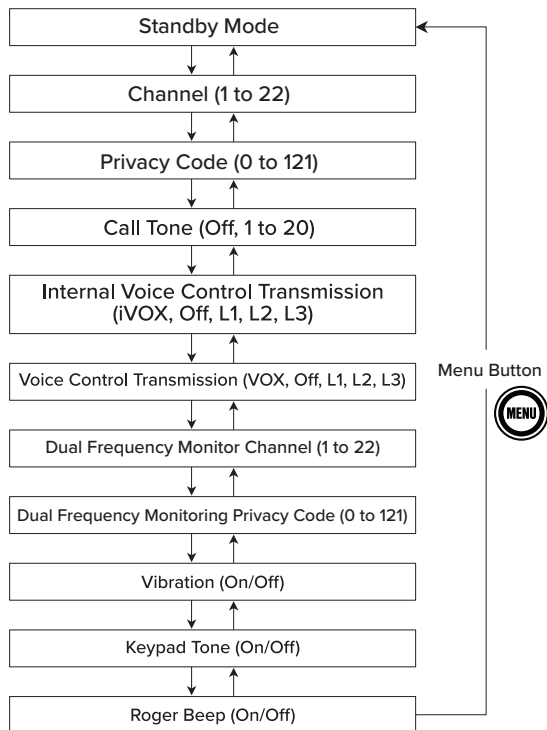 Standby Mode
Channel (1 to 22)
Privacy Code (0 to 121)
Call Tone (Off, 1 to 20)
Internal Voice Control Transmission
(iVOX, Off, L1, L2, L3)
Voice Control Transmission (VOX, Off, L1, L2, L3)
Dual Frequency Monitor Channel (1 to 22)
Dual Frequency Monitoring Privacy Code (0 to 121)
Vibration (On/Off)
Keypad Tone (On/Off)
Roger Beep (On/Off)
Menu Button
MENU